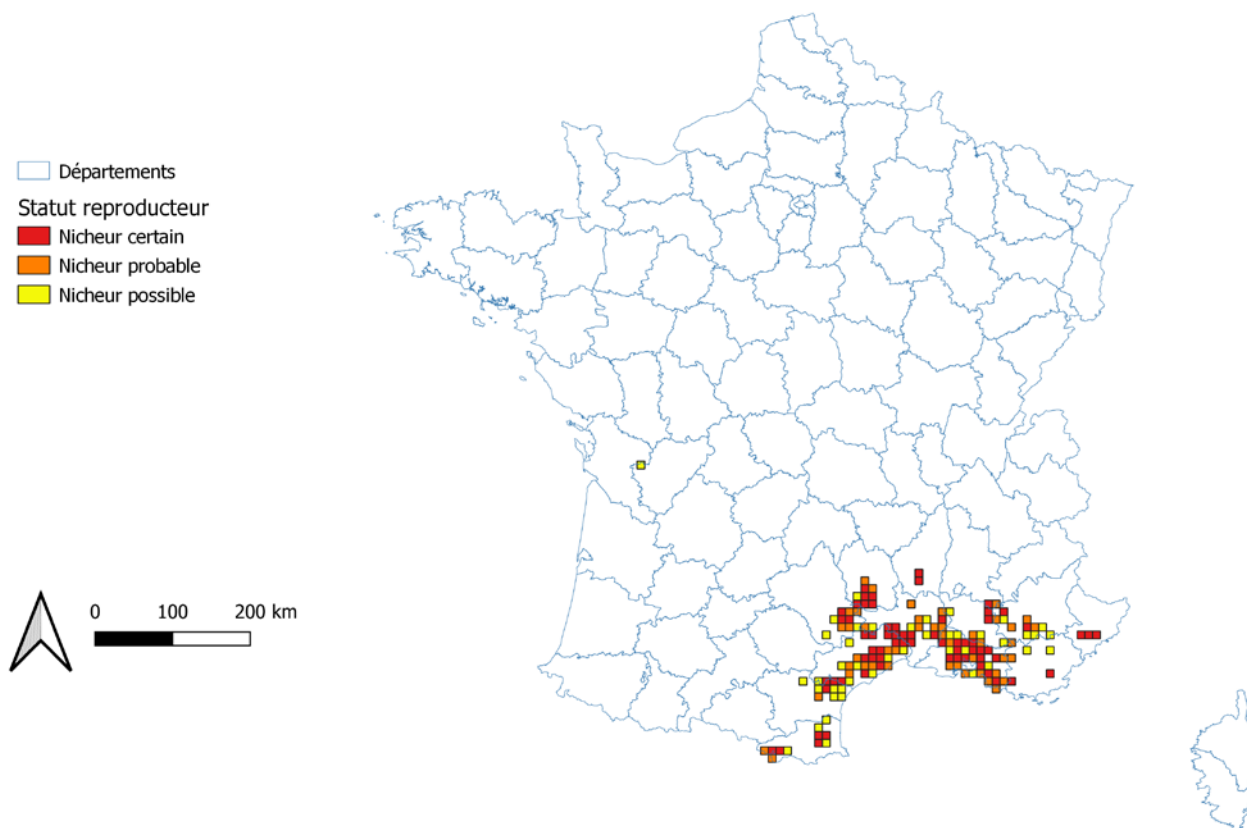 Départements
Statut reproducteur
Nicheur certain
Nicheur probable
Nicheur possible
0 100 200 km